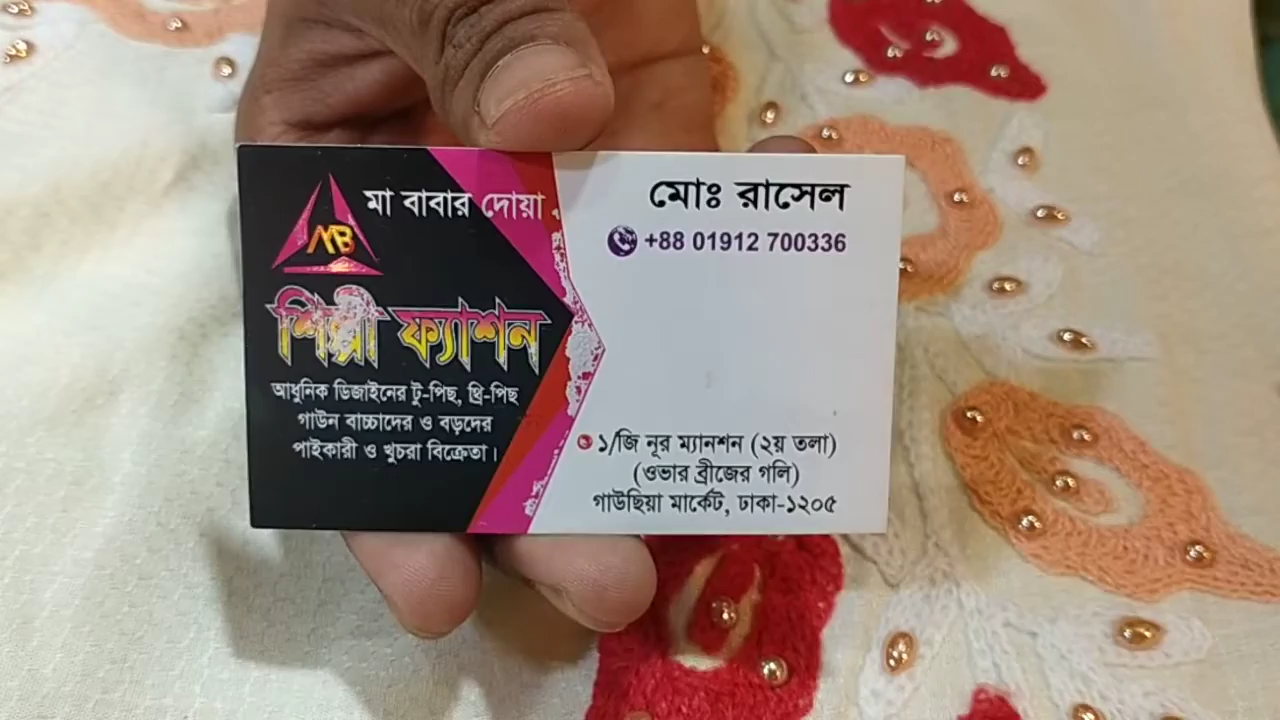 মা বাবার দোয়া
MB
শিল্পী ফ্যাশন
আধুনিক ডিজাইনের টু-পিছ, থ্রি-পিছ
গাউন বাচ্চাদের ও বড়দের
পাইকারী ও খুচরা বিক্রেতা।
মোঃ রাসেল
+88 01912 700336
১/জি নূর ম্যানশন (২য় তলা)
(ওভার ব্রীজের গলি)
গাউছিয়া মার্কেট, ঢাকা-১২০৫